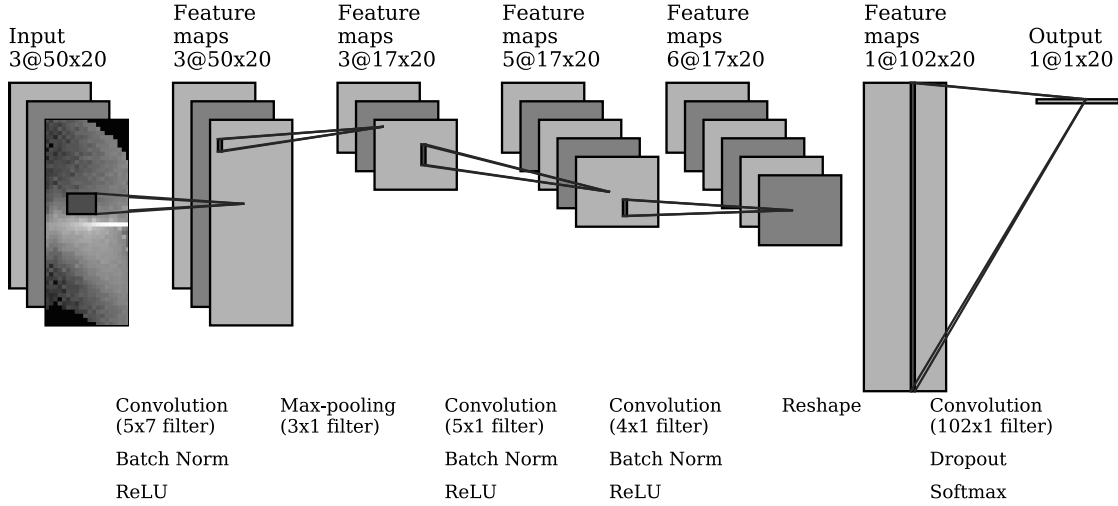 Input
3@50x20
Feature
maps
3@50x20
Feature
maps
3@17x20
Feature
maps
5@17x20
Feature
maps
6@17x20
Feature
maps
1@102x20
Output
1@1x20
Convolution
(5x7 filter)
Batch Norm
ReLU
Max-pooling
(3x1 filter)
Convolution
(5x1 filter)
Batch Norm
ReLU
Convolution
(4x1 filter)
Batch Norm
ReLU
Reshape
Convolution
(102x1 filter)
Dropout
Softmax